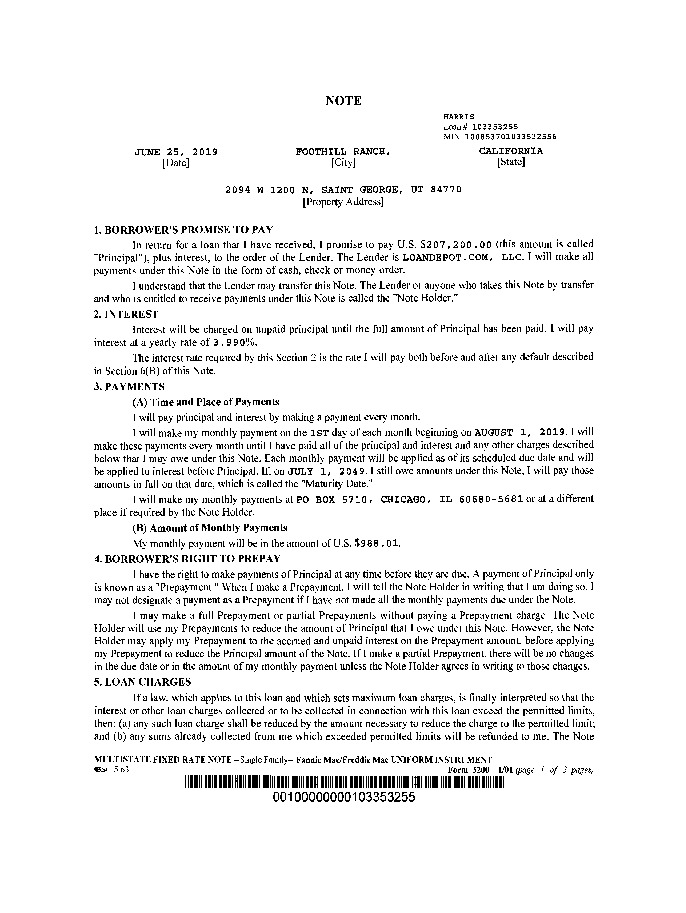 NOTE
HARRIS
Loan# 103353255
MIN 100853701033532556
JUNE 25, 2019 FOOTHILL RANCH, CALIFORNIA
[Date] [City] [State]
2094 W 1200 N, SAINT GEORGE, UT 84770
[Property Address]
1. BORROWER'S PROMISE TO PAY
In return for a loan that I have received, I promise to pay U.S. $207,200.00 (this amount is called
"Principal"), plus interest, to the order of the Lender. The Lender is LOANDEPOT.COM, LLC. I will make all
payments under this Note in the form of cash, check or money order.
I understand that the Lender may transfer this Note. The Lender or anyone who takes this Note by transfer
and who is entitled to receive payments under this Note is called the "Note Holder."
2. INTEREST
Interest will be charged on unpaid principal until the full amount of Principal has been paid. I will pay
interest at a yearly rate of 3.990%.
The interest rate required by this Section 2 is the rate I will pay both before and after any default described
in Section 6(B) of this Note.
3. PAYMENTS
(A) Time and Place of Payments
I will pay principal and interest by making a payment every month.
I will make my monthly payment on the 1ST day of each month beginning on AUGUST 1, 2019. I will
make these payments every month until I have paid all of the principal and interest and any other charges described
below that I may owe under this Note. Each monthly payment will be applied as of its scheduled due date and will
be applied to interest before Principal. If, on JULY 1, 2049, I still owe amounts under this Note, I will pay those
amounts in full on that date, which is called the "Maturity Date."
I will make my monthly payments at PO BOX 5710, CHICAGO, IL 60680-5681 or at a different
place if required by the Note Holder.
(B) Amount of Monthly Payments
My monthly payment will be in the amount of U.S. $988.01.
4. BORROWER'S RIGHT TO PREPAY
I have the right to make payments of Principal at any time before they are due. A payment of Principal only
is known as a "Prepayment." When I make a Prepayment, I will tell the Note Holder in writing that I am doing so. I
may not designate a payment as a Prepayment if I have not made all the monthly payments due under the Note.
I may make a full Prepayment or partial Prepayments without paying a Prepayment charge. The Note
Holder will use my Prepayments to reduce the amount of Principal that I owe under this Note. However, the Note
Holder may apply my Prepayment to the accrued and unpaid interest on the Prepayment amount, before applying
my Prepayment to reduce the Principal amount of the Note. If I make a partial Prepayment, there will be no changes
in the due date or in the amount of my monthly payment unless the Note Holder agrees in writing to those changes.
5. LOAN CHARGES
If a law, which applies to this loan and which sets maximum loan charges, is finally interpreted so that the
interest or other loan charges collected or to be collected in connection with this loan exceed the permitted limits,
then: (a) any such loan charge shall be reduced by the amount necessary to reduce the charge to the permitted limit;
and (b) any sums already collected from me which exceeded permitted limits will be refunded to me. The Note
MULTISTATE FIXED RATE NOTE--Single Family--Fannie Mae/Freddie Mac UNIFORM INSTRUMENT
Form 3200 1/01 (page 1 of 3 pages)
00100000000103353255